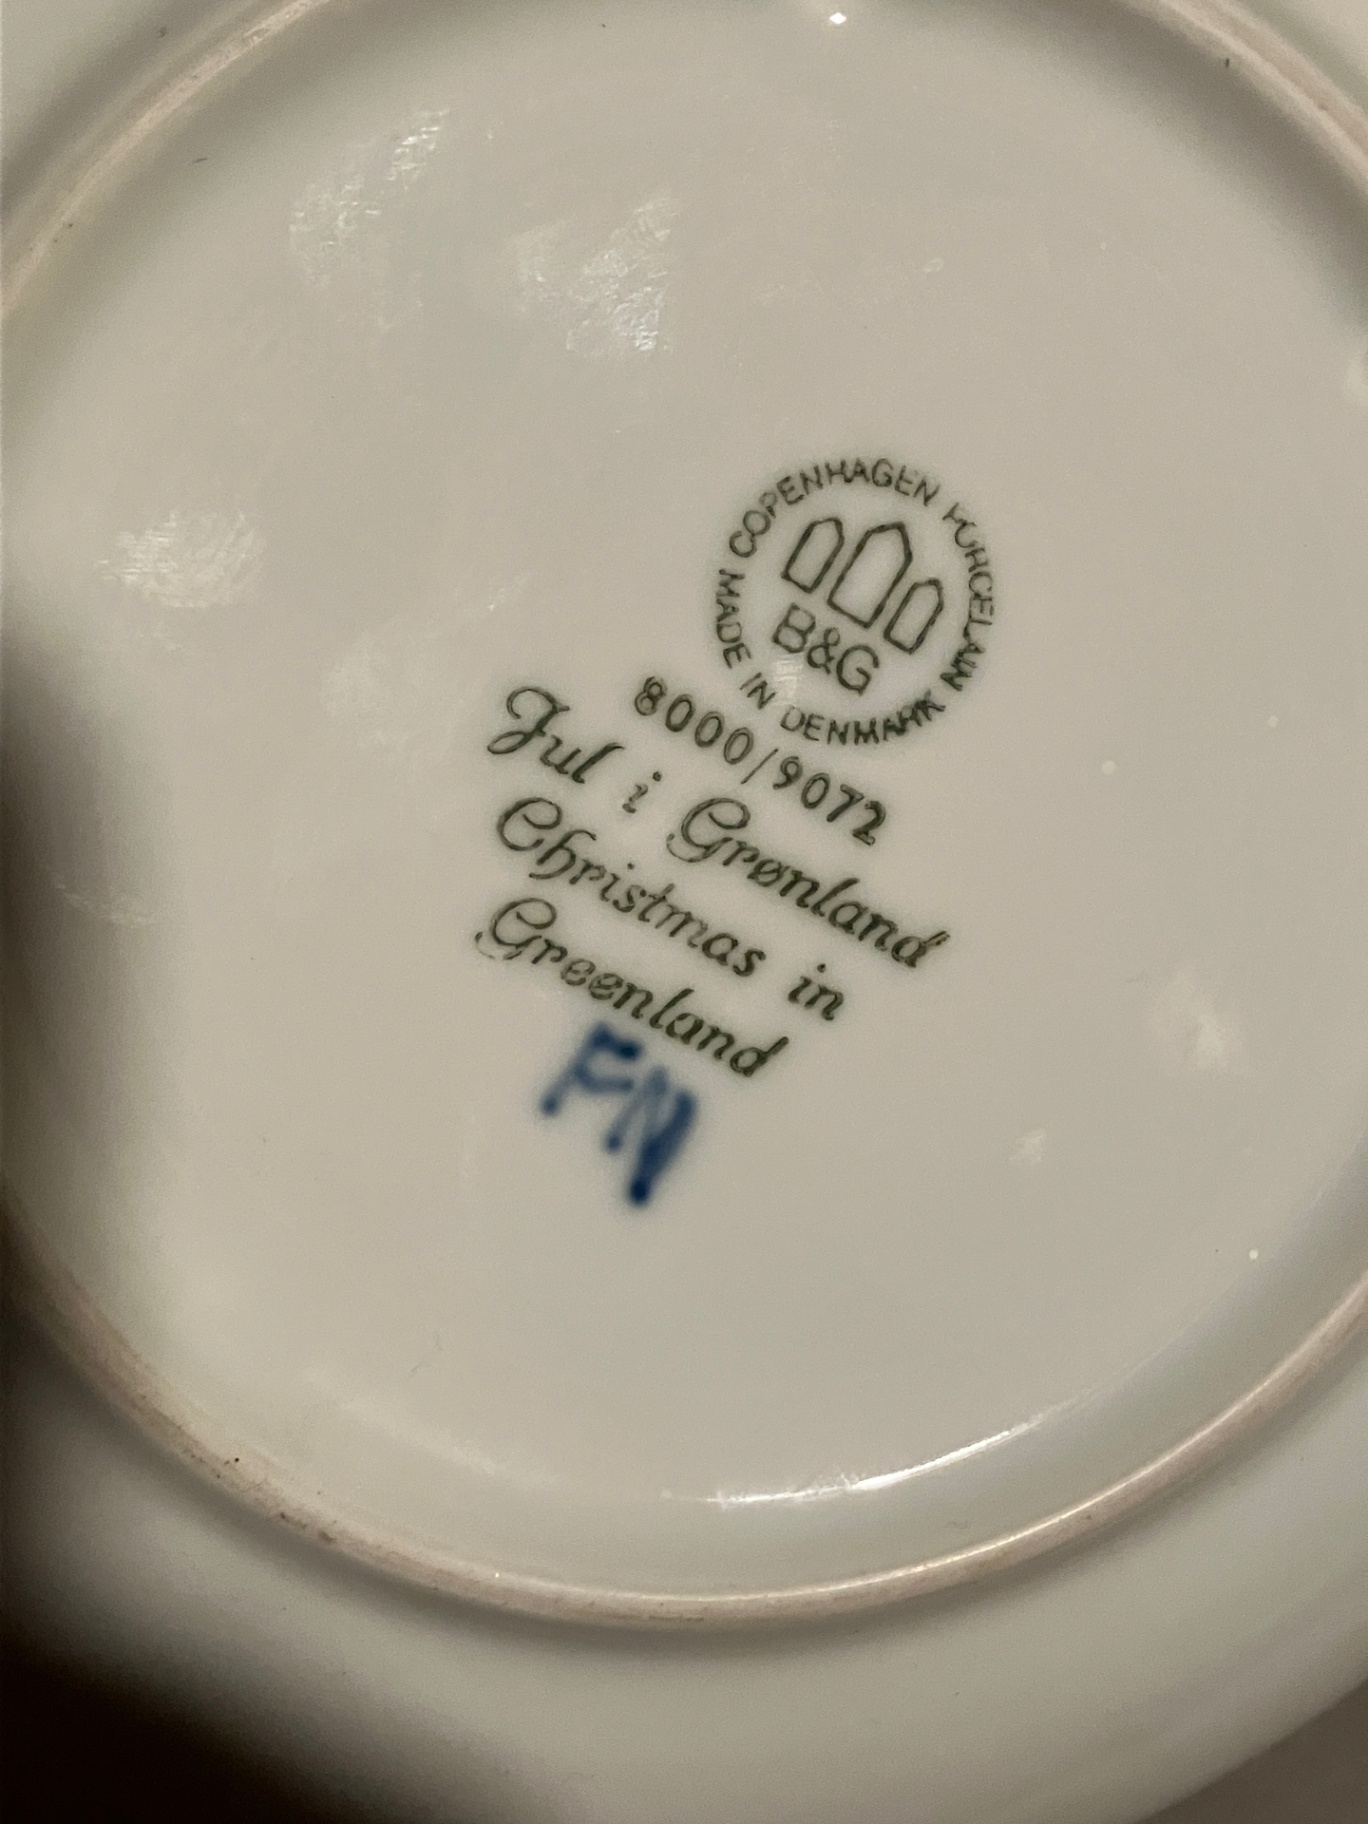 COPENHAGEN PORCELAIN
MADE IN DENMARK
B&G
8000/9072
Jul i Grønland
Christmas in
Greenland
FN